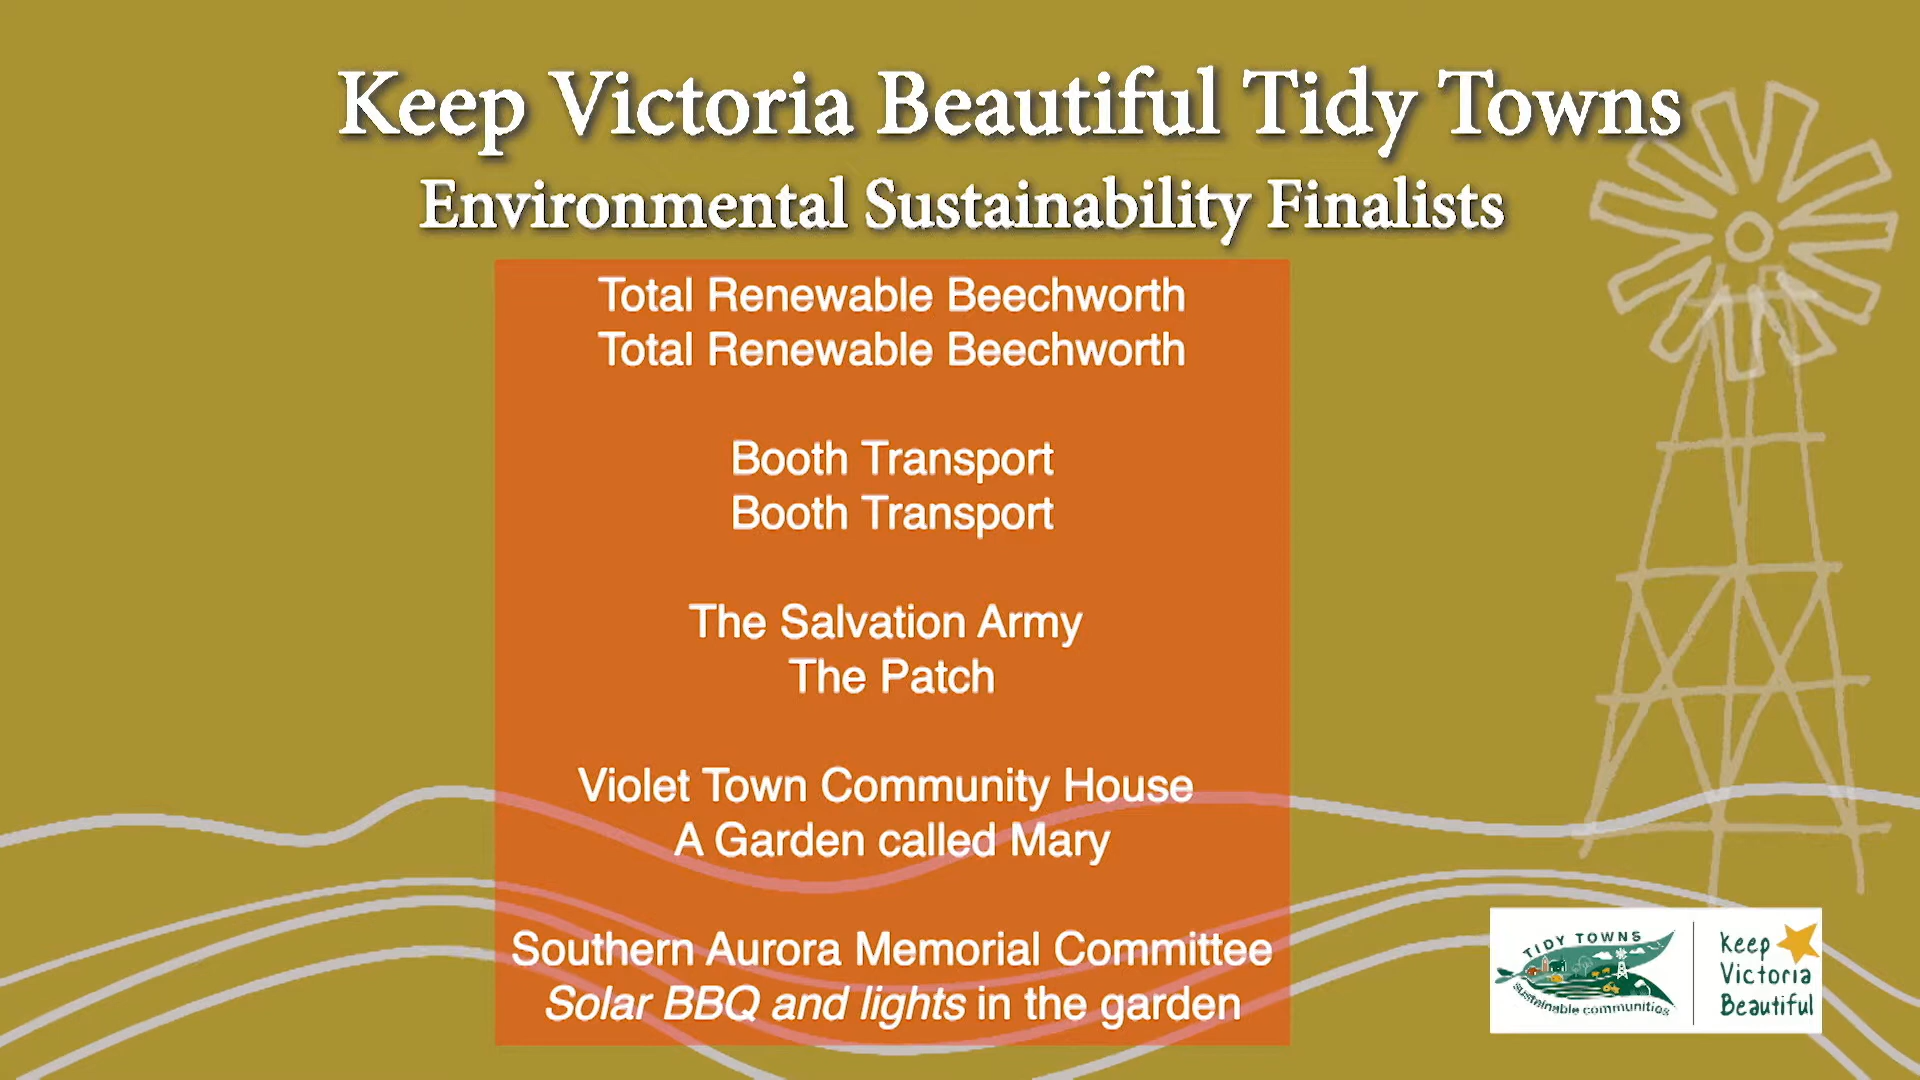 Keep Victoria Beautiful Tidy Towns
Environmental Sustainability Finalists
Total Renewable Beechworth
Total Renewable Beechworth
Booth Transport
Booth Transport
The Salvation Army
The Patch
Violet Town Community House
A Garden called Mary
Southern Aurora Memorial Committee
Solar BBQ and lights in the garden
TIDY TOWNS
sustainable communities
Keep
Victoria
Beautiful